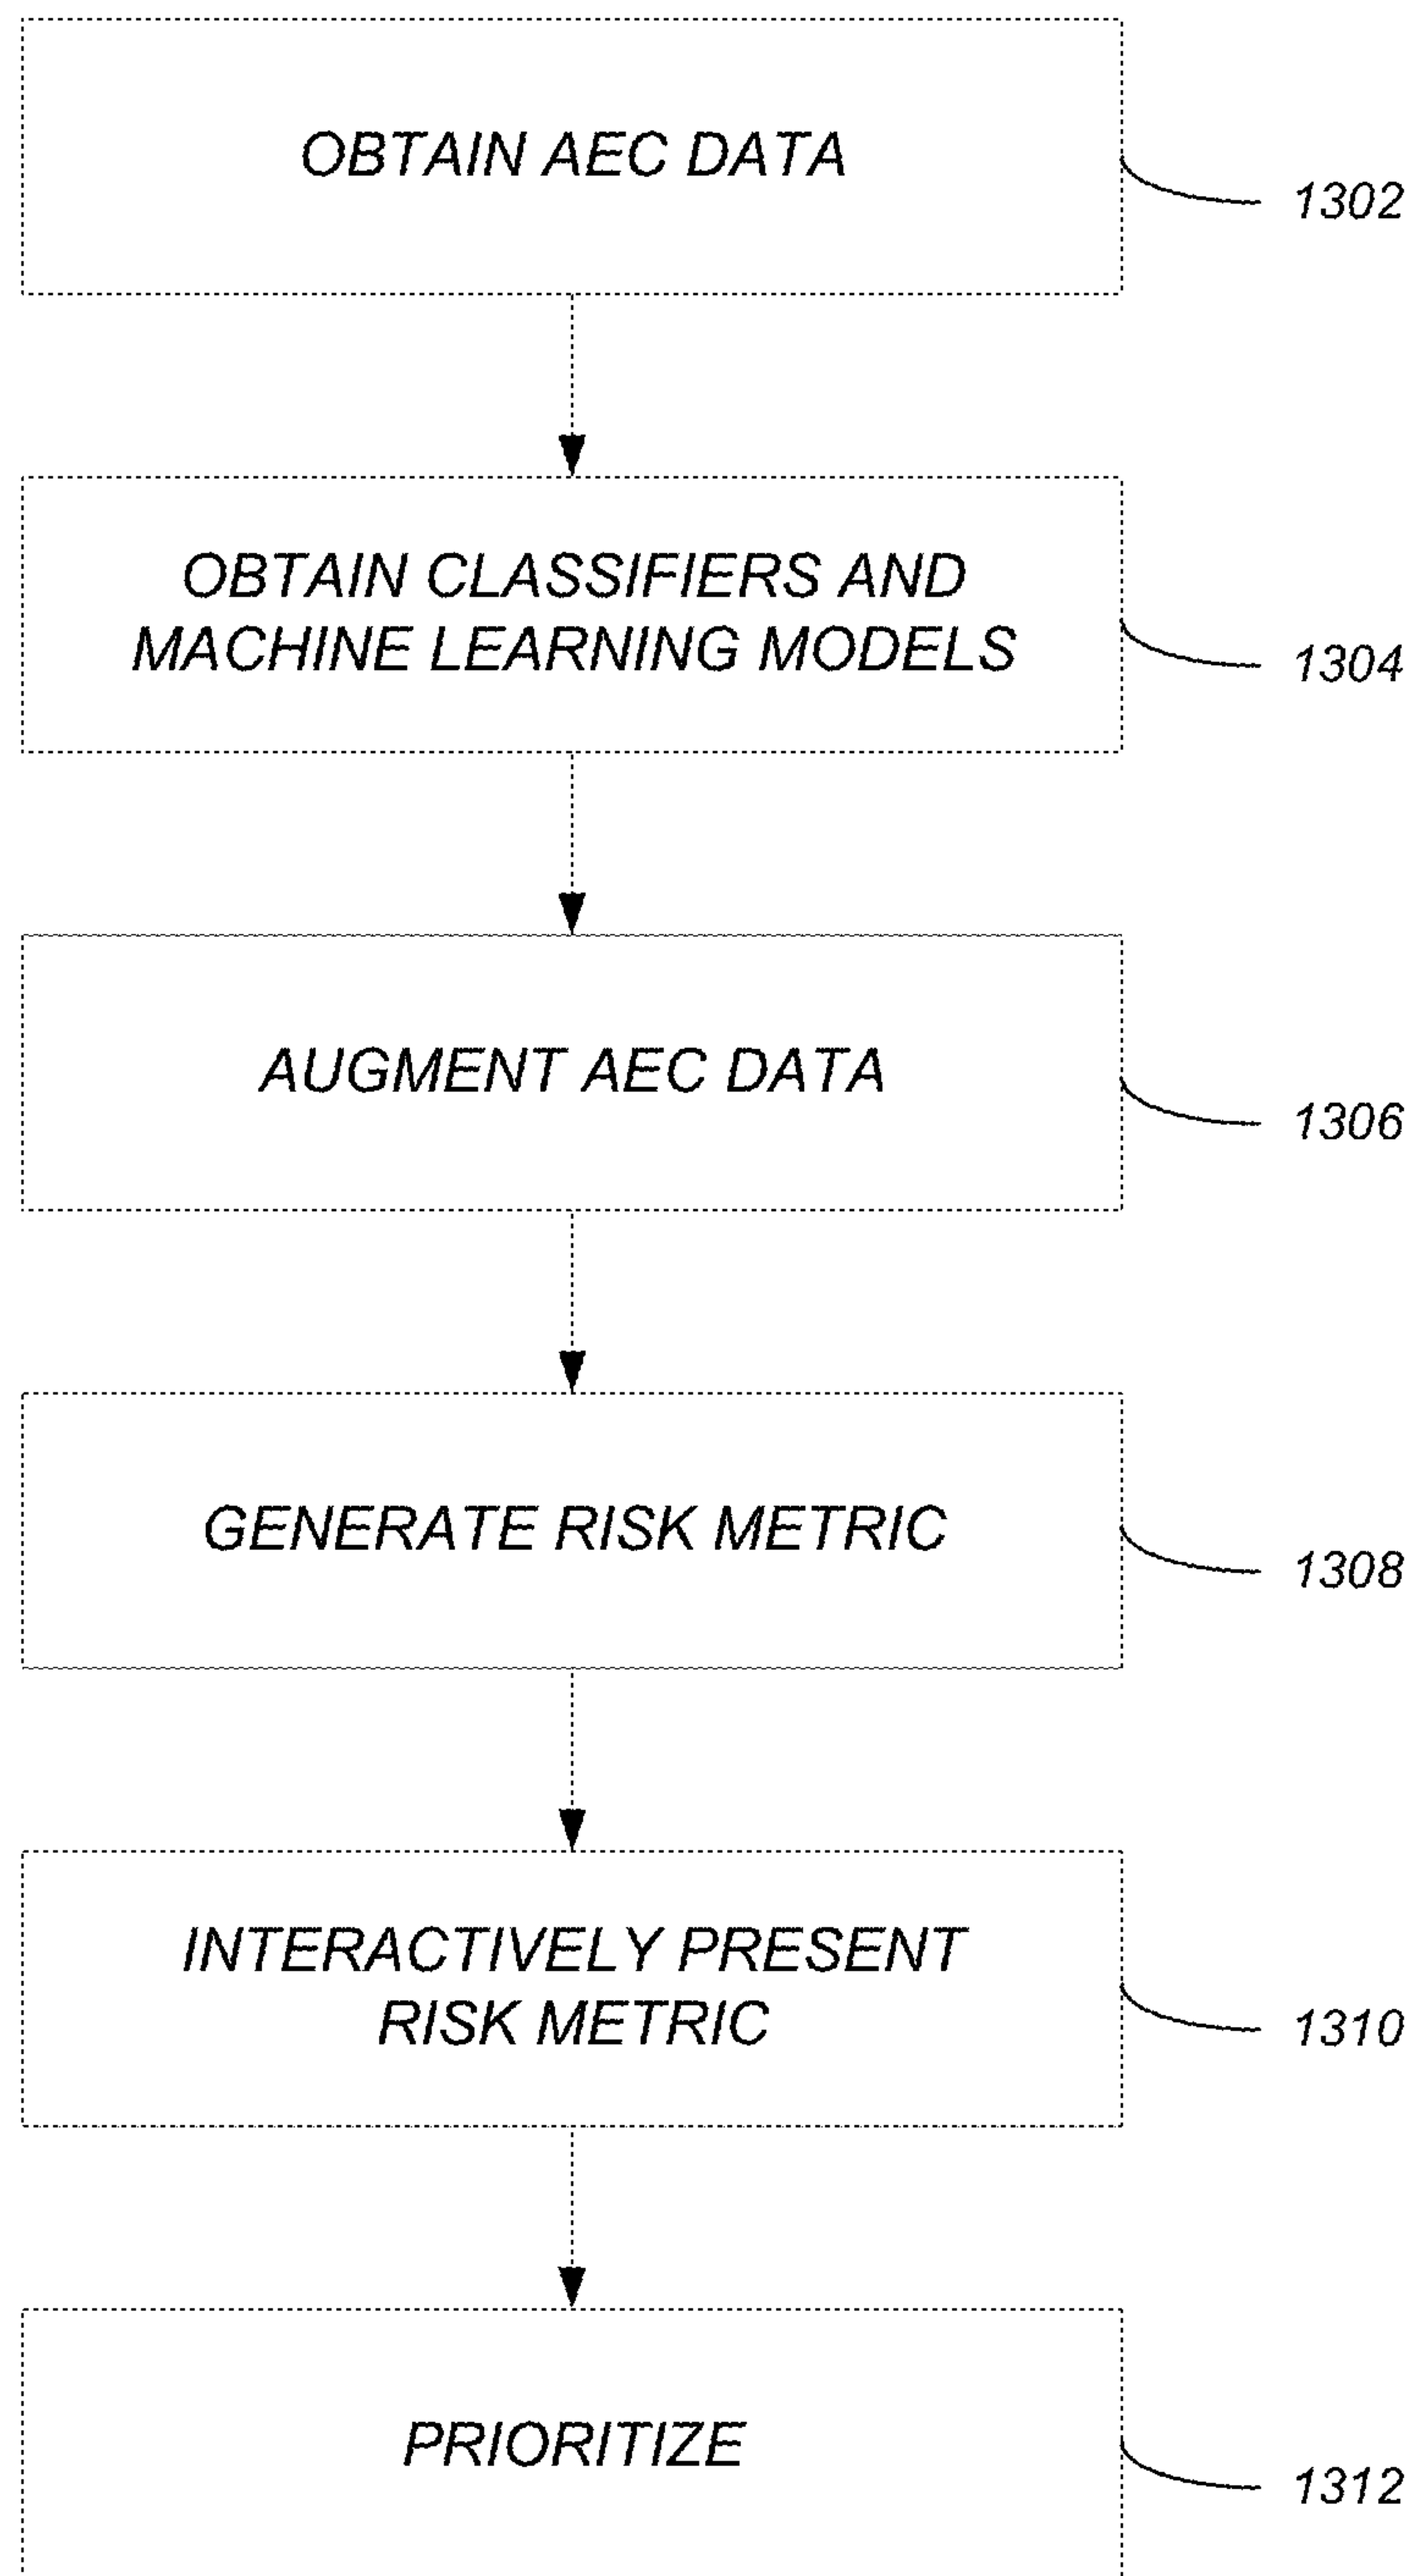 OBTAIN AEC DATA
1302
OBTAIN CLASSIFIERS AND
MACHINE LEARNING MODELS
1304
AUGMENT AEC DATA
1306
GENERATE RISK METRIC
1308
INTERACTIVELY PRESENT
RISK METRIC
1310
PRIORITIZE
1312